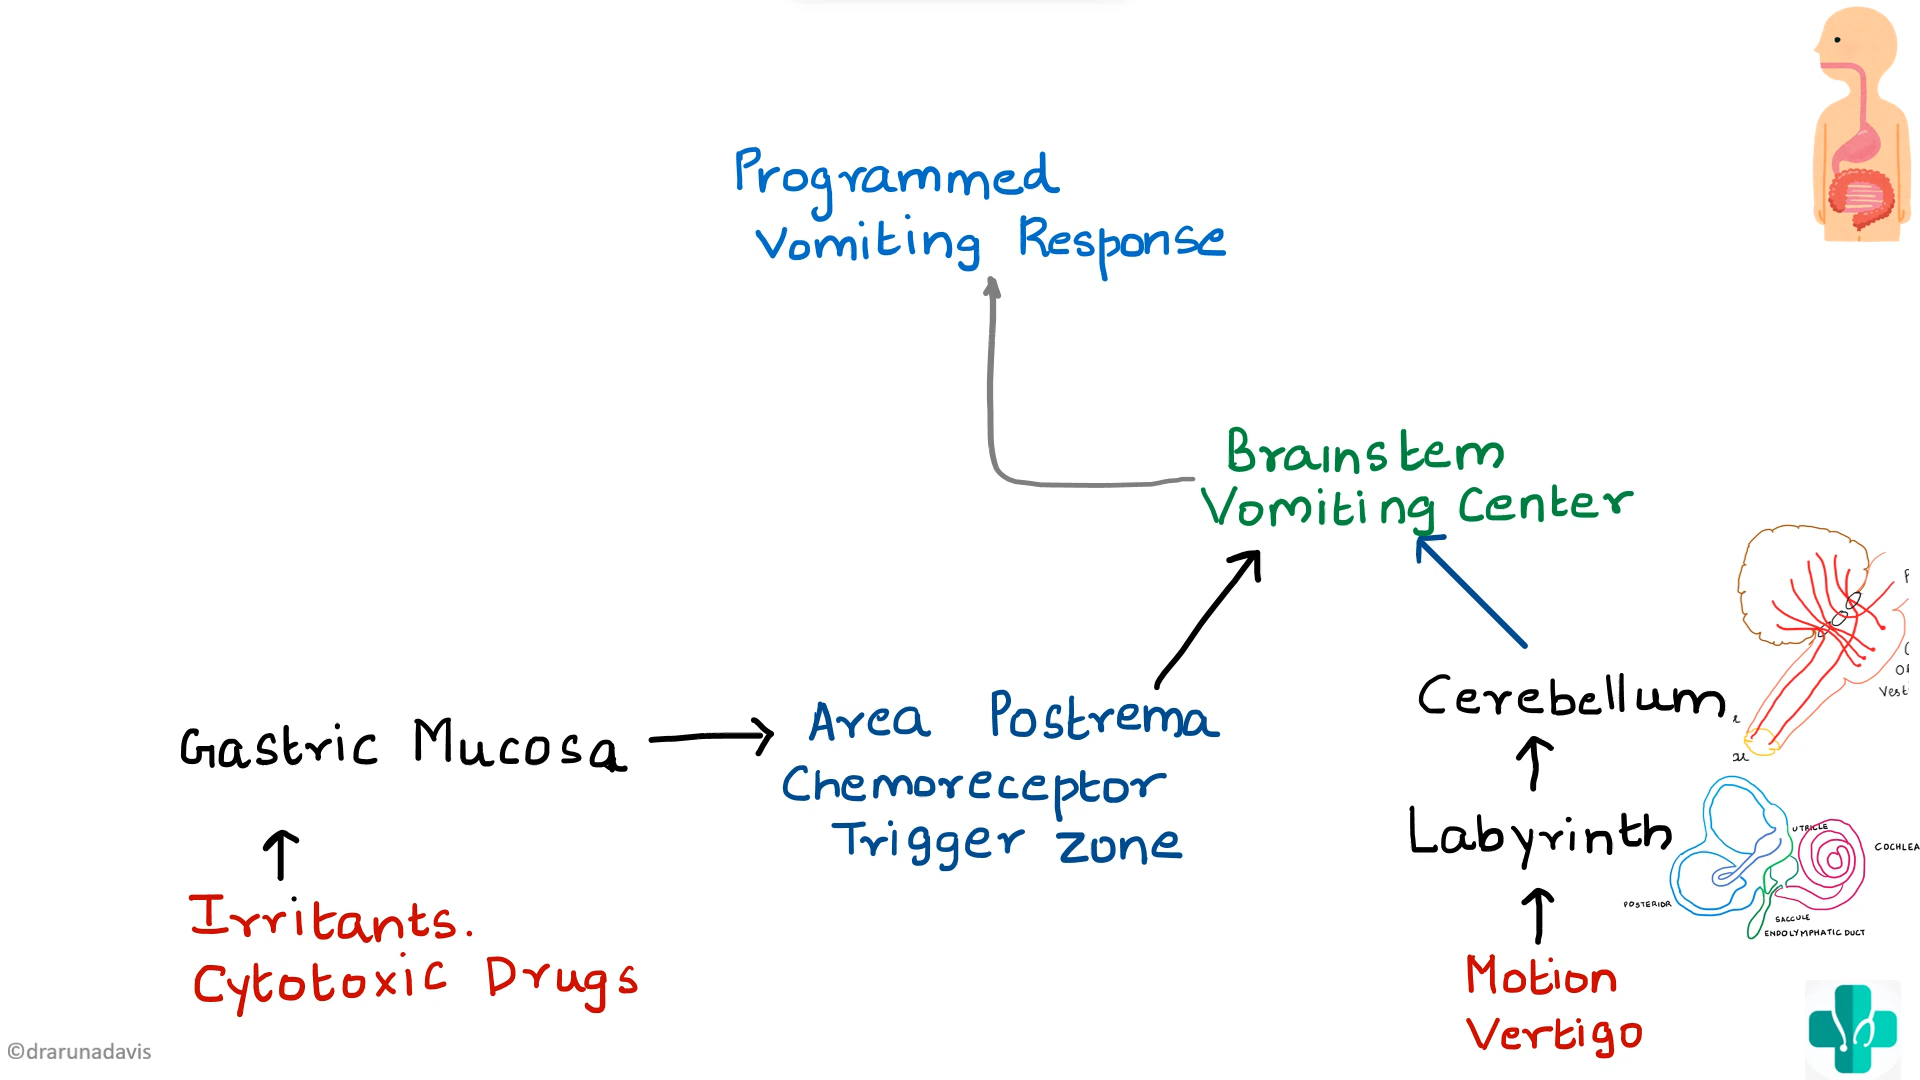 Programmed
Vomiting Response
Brainstem
Vomiting Center
Gastric Mucosa
Area Postrema
Chemoreceptor
Trigger zone
Irritants.
Cytotoxic Drugs
Cerebellum
Labyrinth
Motion
Vertigo
UTRICLE
COCHLEA
POSTERIOR
SACCULE
ENDOLYMPHATIC DUCT
©drarunadavis